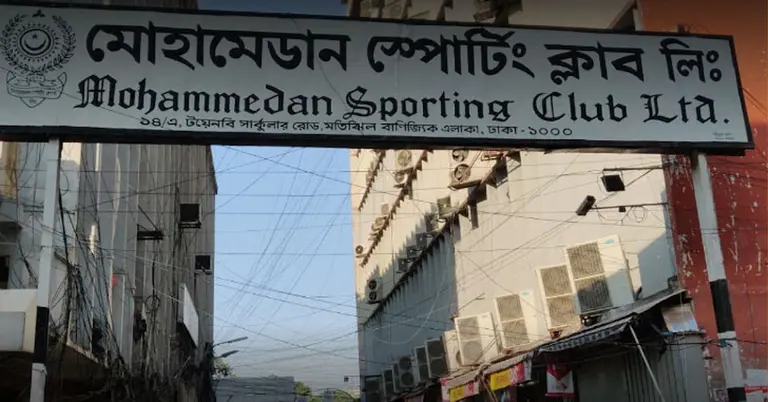 মোহামেডান স্পোর্টিং ক্লাব লিঃ
Mohammedan Sporting Club Ltd.
১৪/এ, টয়েনবি সার্কুলার রোড, মতিঝিল বাণিজ্যিক এলাকা, ঢাকা - ১০০০